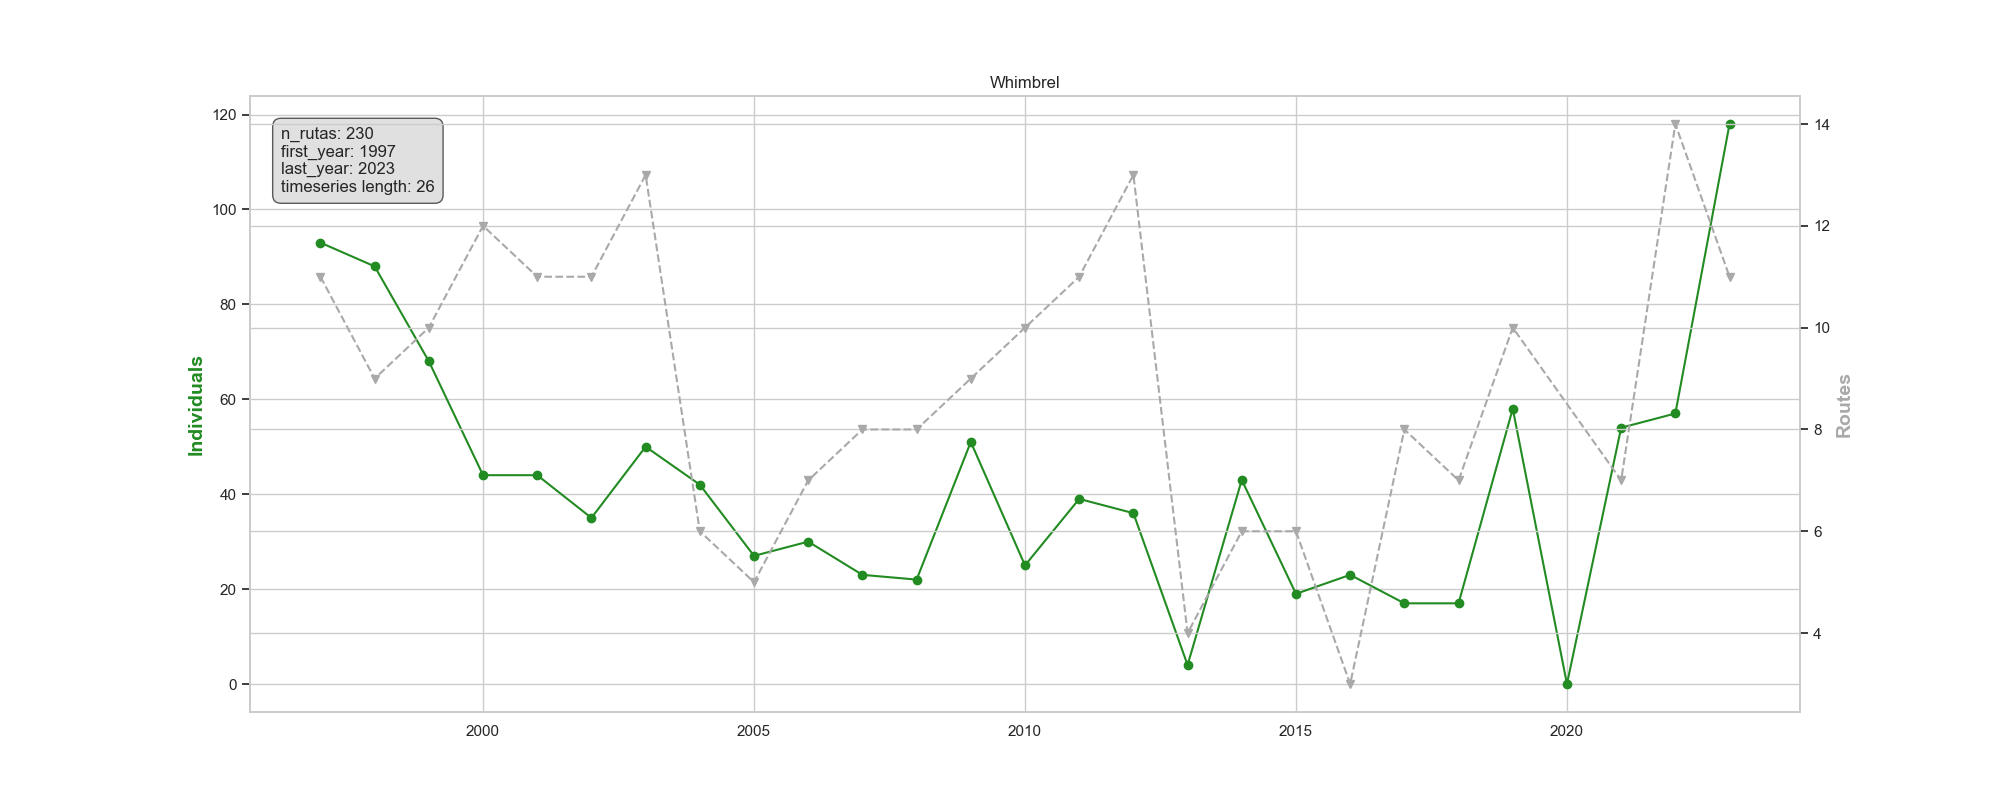 Whimbrel
n_rutas: 230
first_year: 1997
last_year: 2023
timeseries length: 26
Individuals
120
100
80
60
40
20
0
14
12
10
8
6
4
Routes
2000
2005
2010
2015
2020